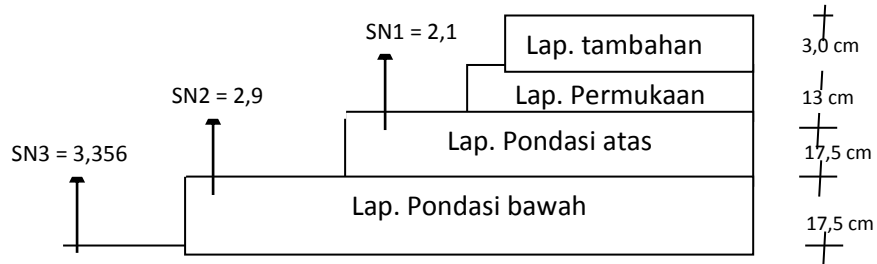 Lap. tambahan
3,0 cm
SN1 = 2,1
Lap. Permukaan
13 cm
SN2 = 2,9
Lap. Pondasi atas
17,5 cm
SN3 = 3,356
Lap. Pondasi bawah
17,5 cm